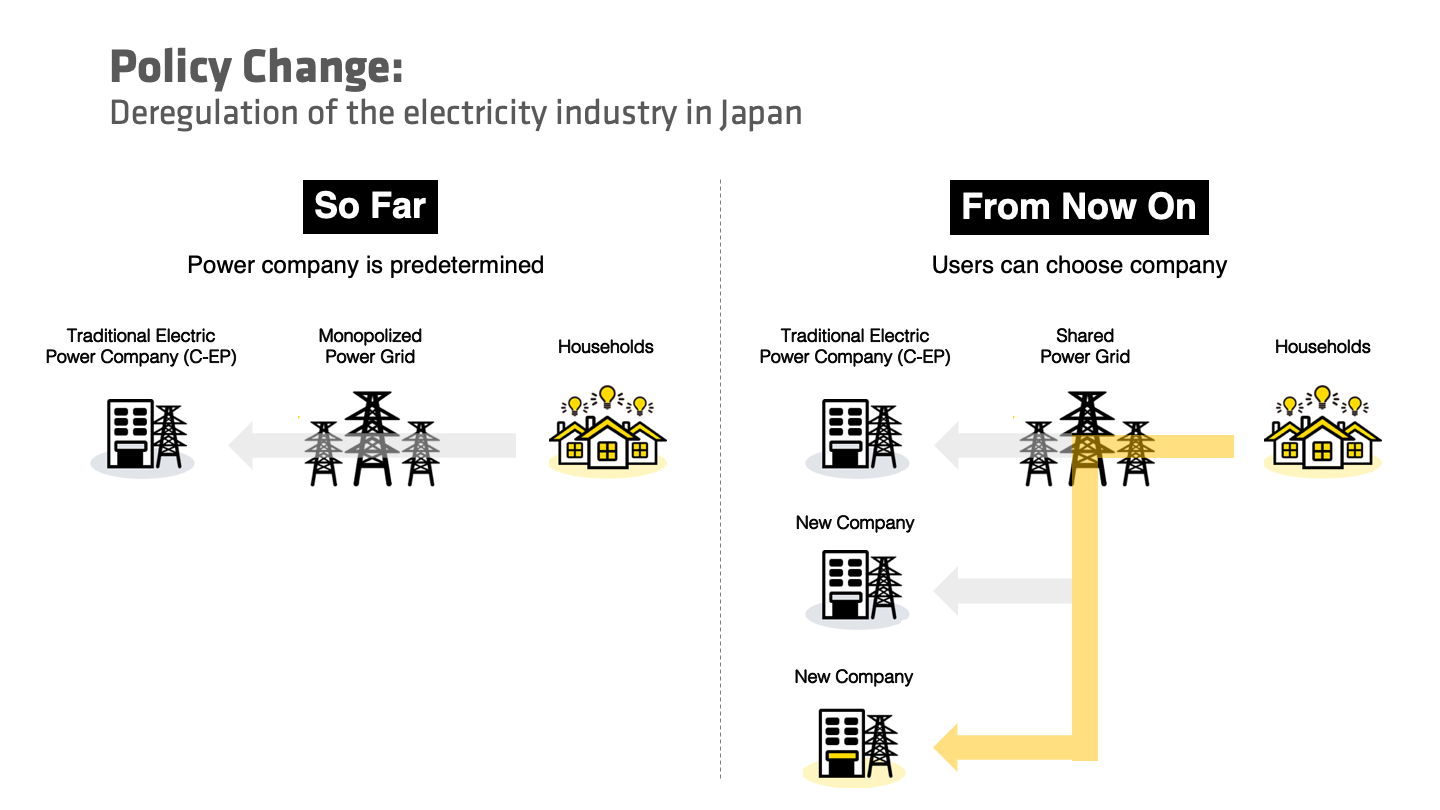 Policy Change:
Deregulation of the electricity industry in Japan
So Far
Power company is predetermined
Traditional Electric
Power Company (C-EP)
Monopolized
Power Grid
Households
From Now On
Users can choose company
Traditional Electric
Power Company (C-EP)
Shared
Power Grid
Households
New Company
New Company